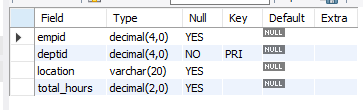 Field Type Null Key Default Extra
empid decimal(4,0) YES NULL
deptid decimal(4,0) NO PRI NULL
location varchar(20) YES NULL
total_hours decimal(2,0) YES NULL